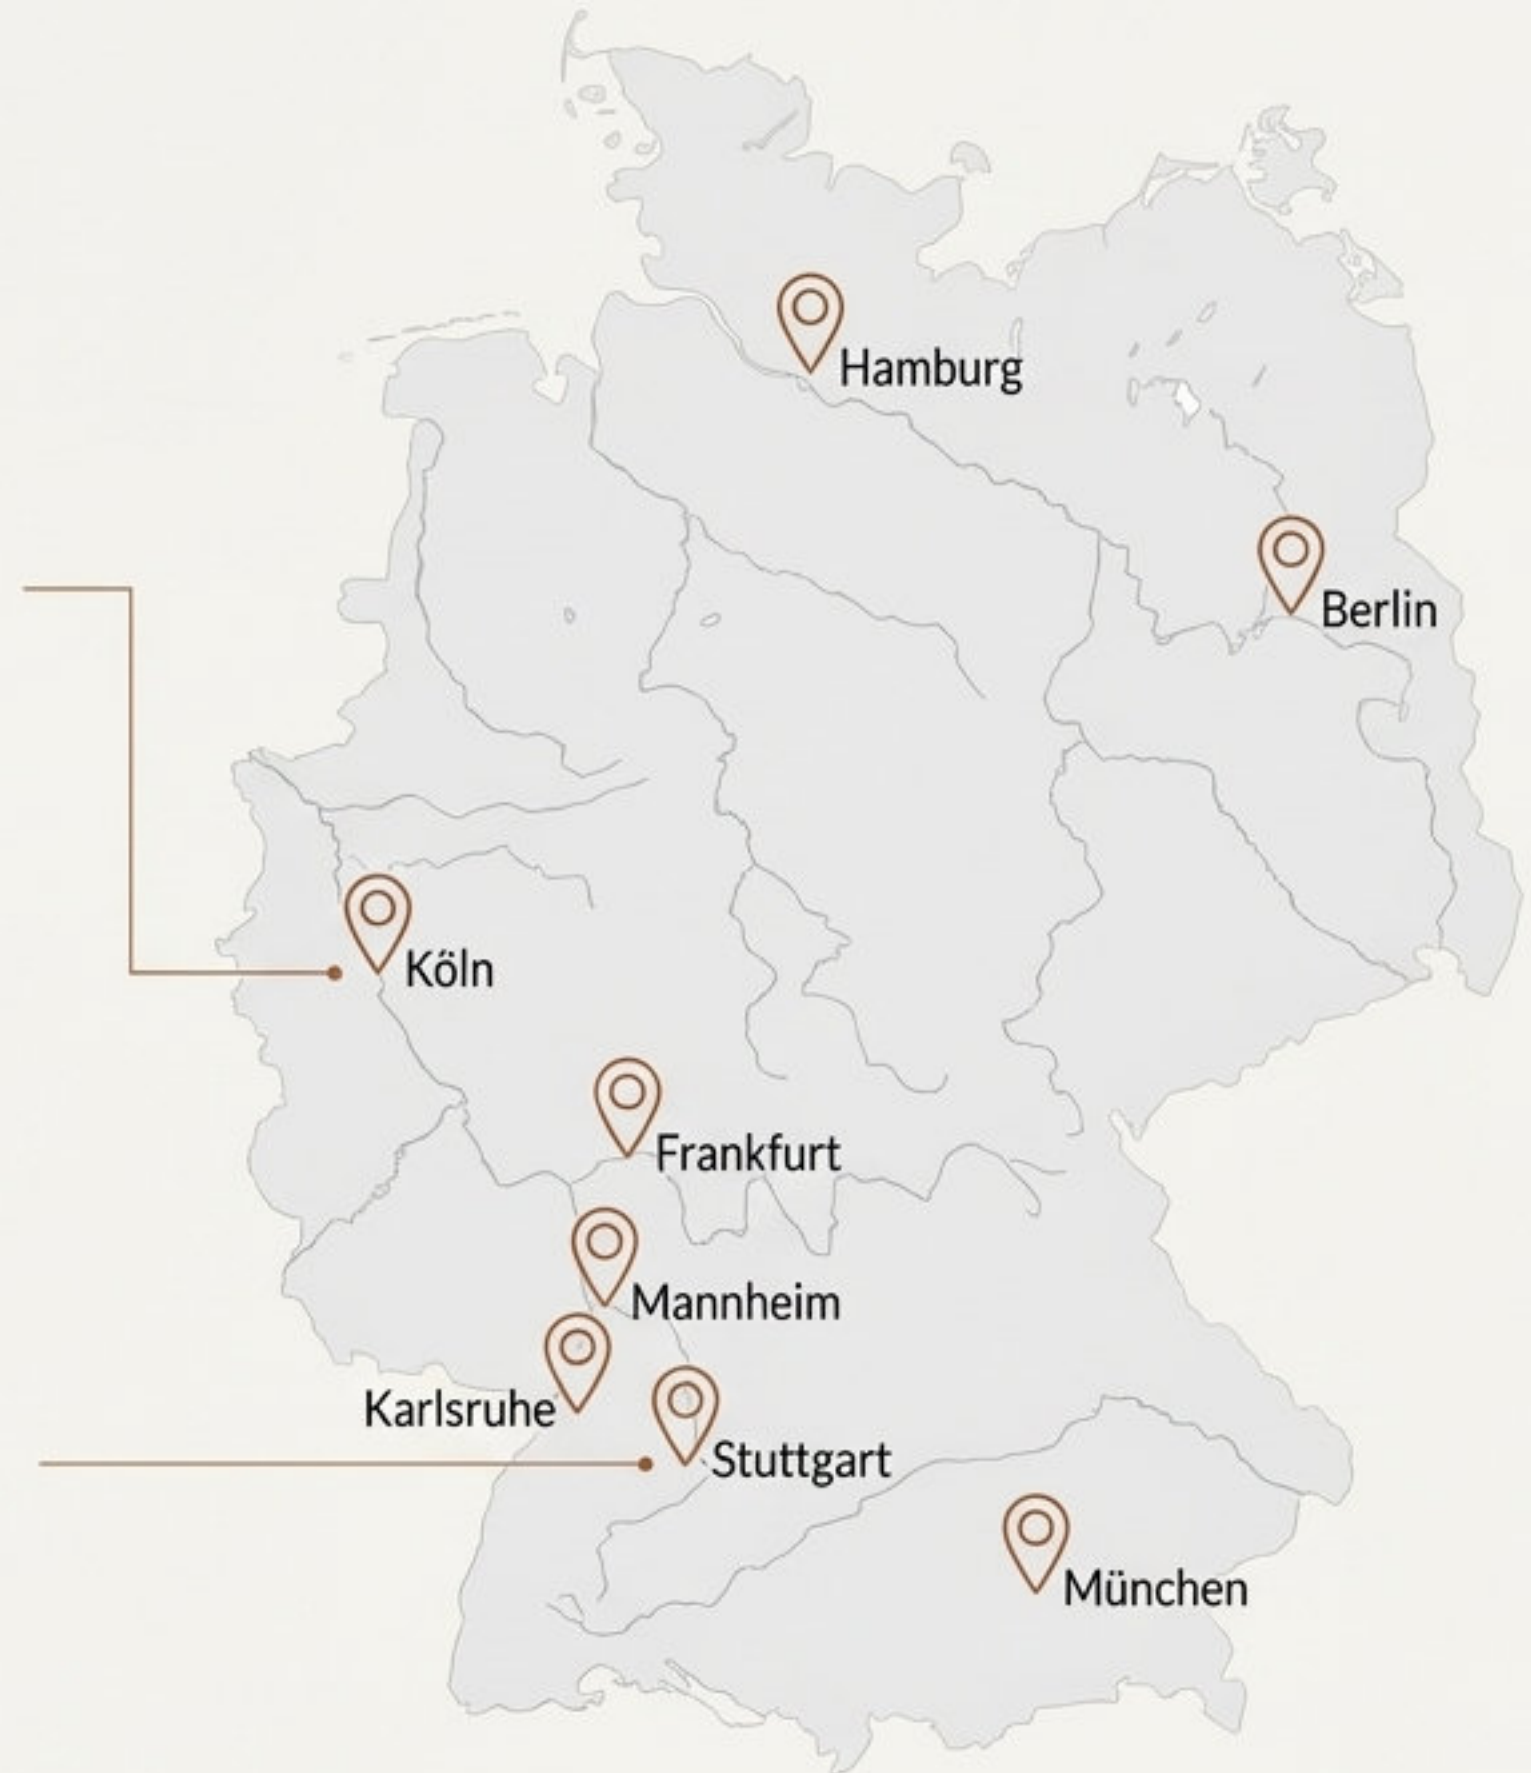 Hamburg
Berlin
Köln
Frankfurt
Mannheim
Karlsruhe
Stuttgart
München